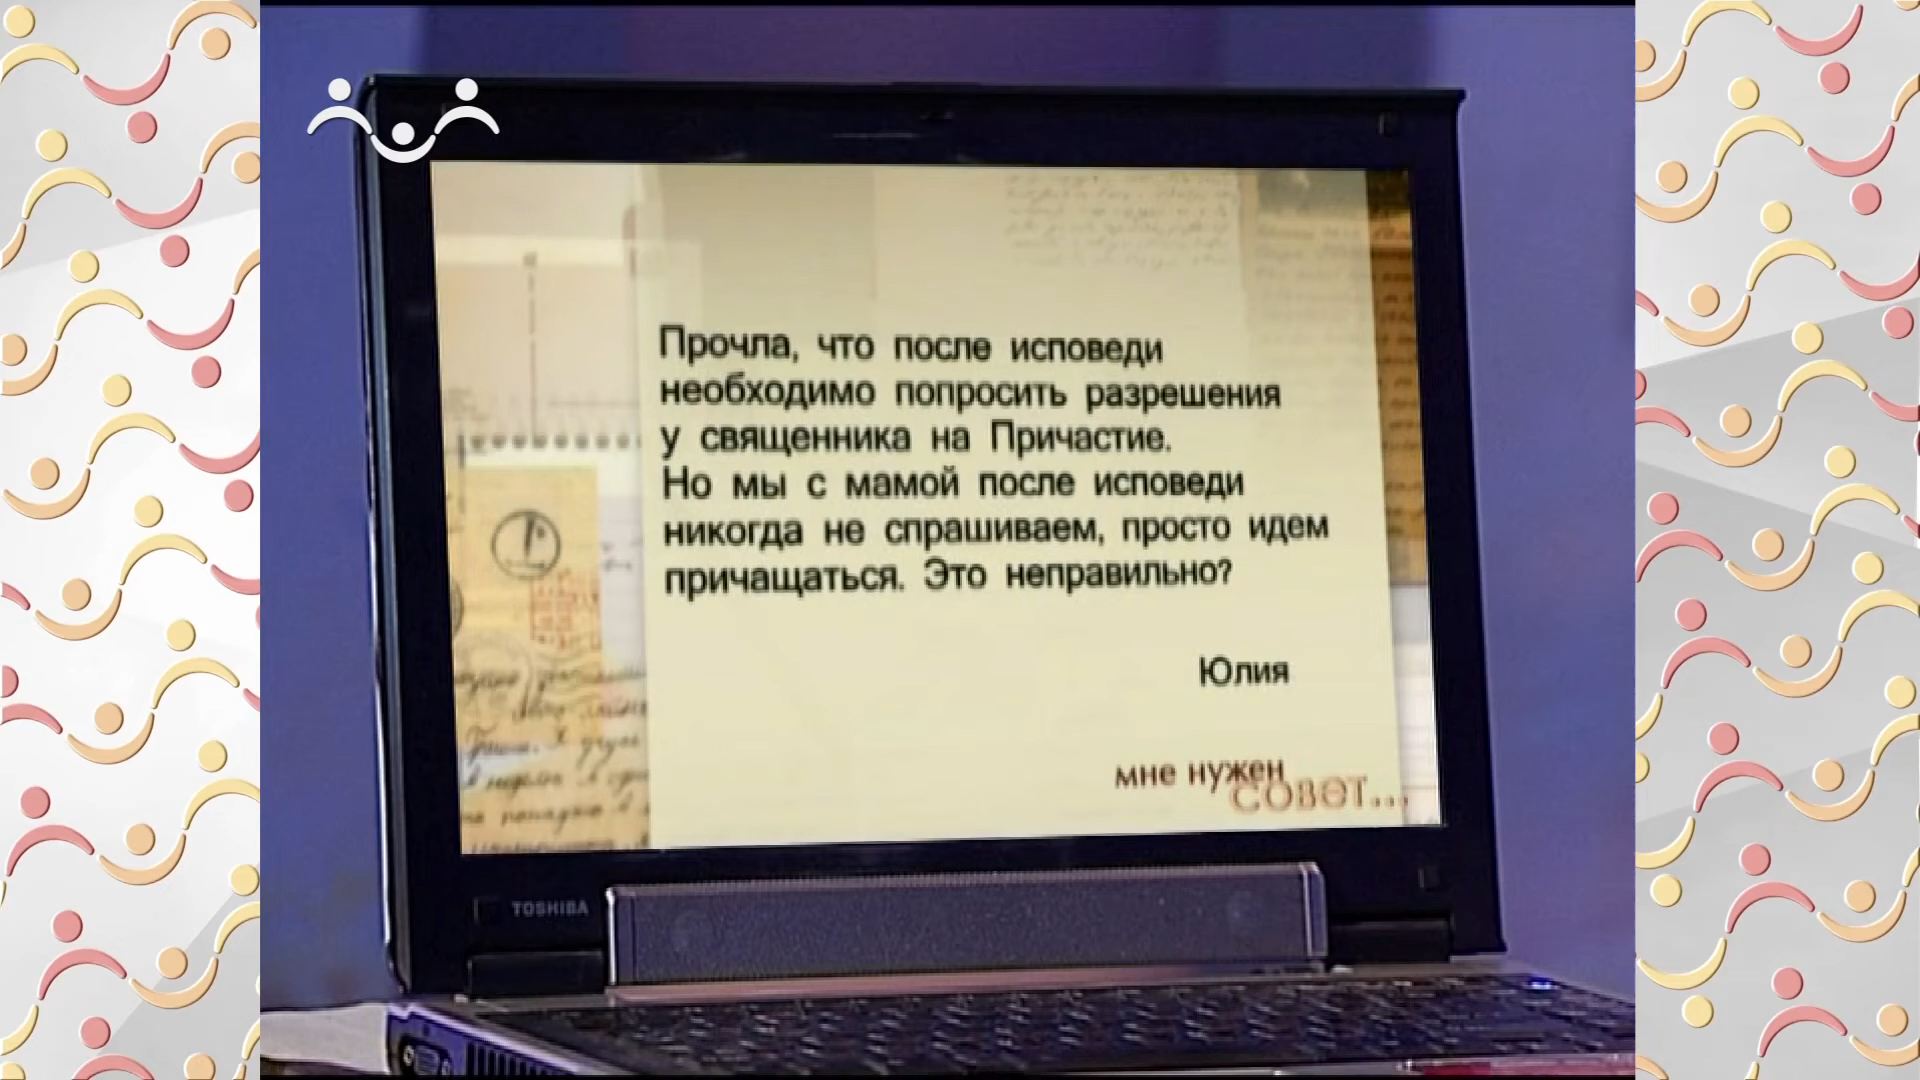 Прочла, что после исповеди
необходимо попросить разрешения
у священника на Причастие.
Но мы с мамой после исповеди
никогда не спрашиваем, просто идем
причащаться. Это неправильно?
Юлия
мне нужен
СОВЕТ...
TOSHIBA